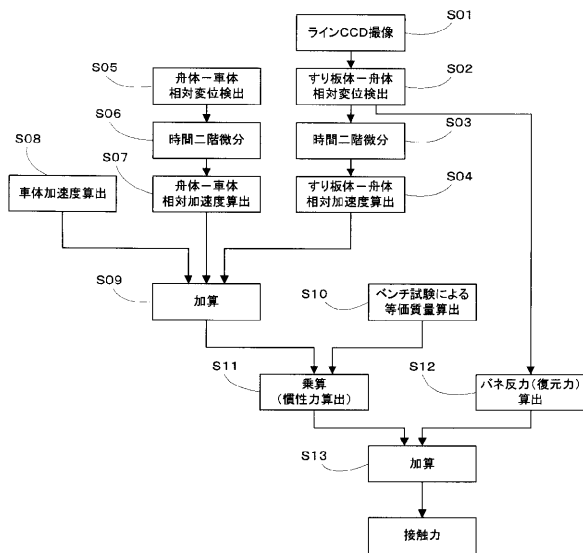 S01
ラインCCD撮像
S05
舟体ー車体
相対変位検出
すり板体ー舟体
相対変位検出
S02
S06
時間二階微分
時間二階微分
S03
S08
車体加速度算出
S07
舟体ー車体
相対加速度算出
すり板体ー舟体
相対加速度算出
S04
S09
加算
S10
ベンチ試験による
等価質量算出
S11
乗算
(慣性力算出)
S12
バネ反力(復元力)
算出
S13
加算
接触力